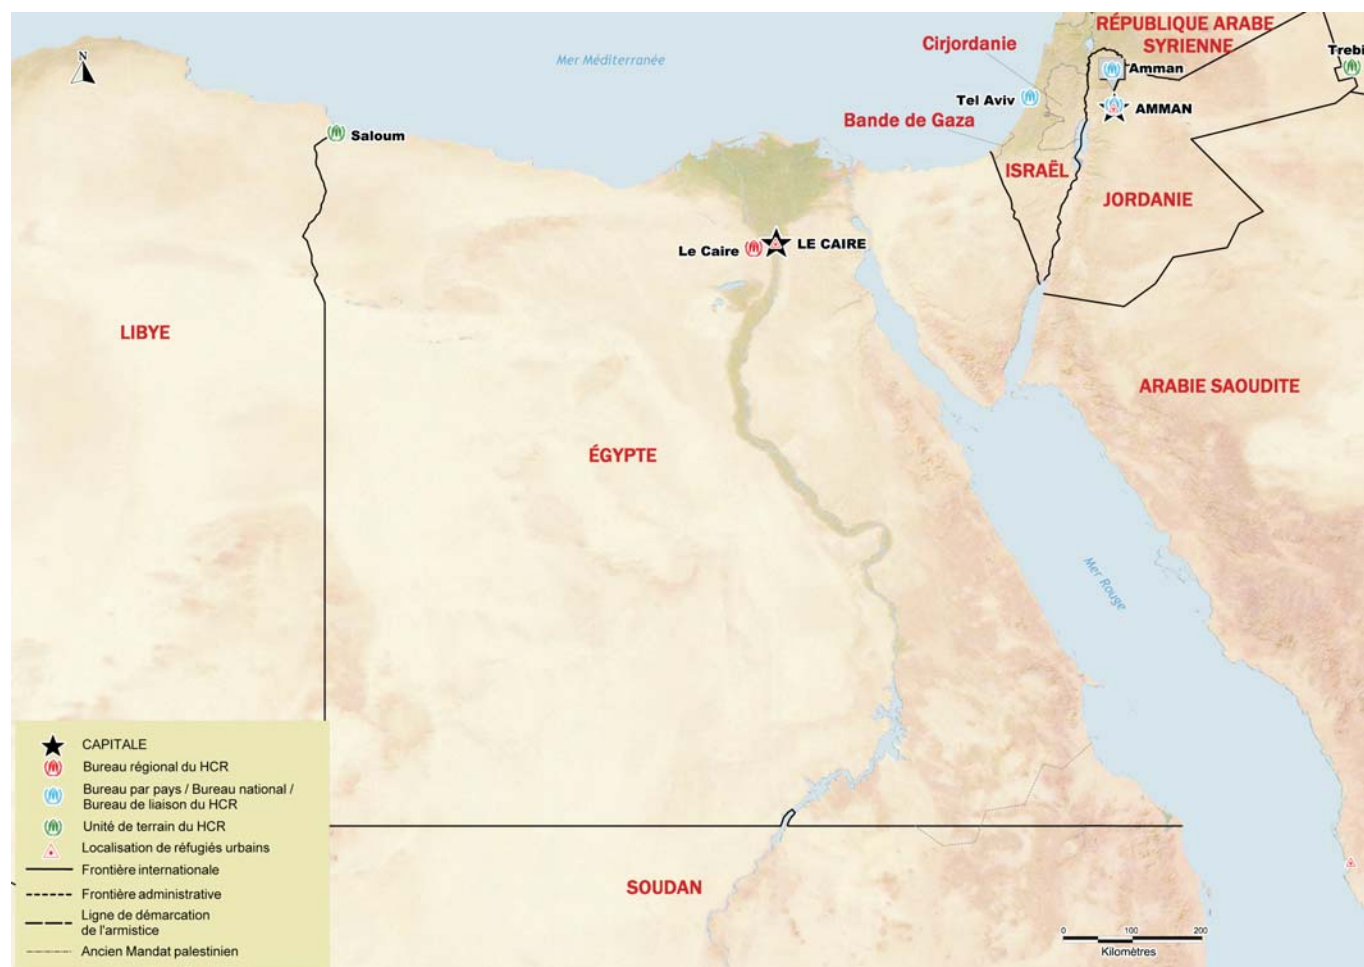 RÉPUBLIQUE ARABE
SYRIENNE
Cirjordanie
Mer Méditerranée
N
Trebi
Amman
Tel Aviv
AMMAN
Bande de Gaza
Saloum
ISRAËL
JORDANIE
Le Caire
LE CAIRE
LIBYE
ARABIE SAOUDITE
ÉGYPTE
Mer Rouge
CAPITALE
Bureau régional du HCR
Bureau par pays / Bureau national /
Bureau de liaison du HCR
Unité de terrain du HCR
Localisation de réfugiés urbains
Frontière internationale
Frontière administrative
Ligne de démarcation
de l'armistice
Ancien Mandat palestinien
SOUDAN
0 100 200
Kilomètres